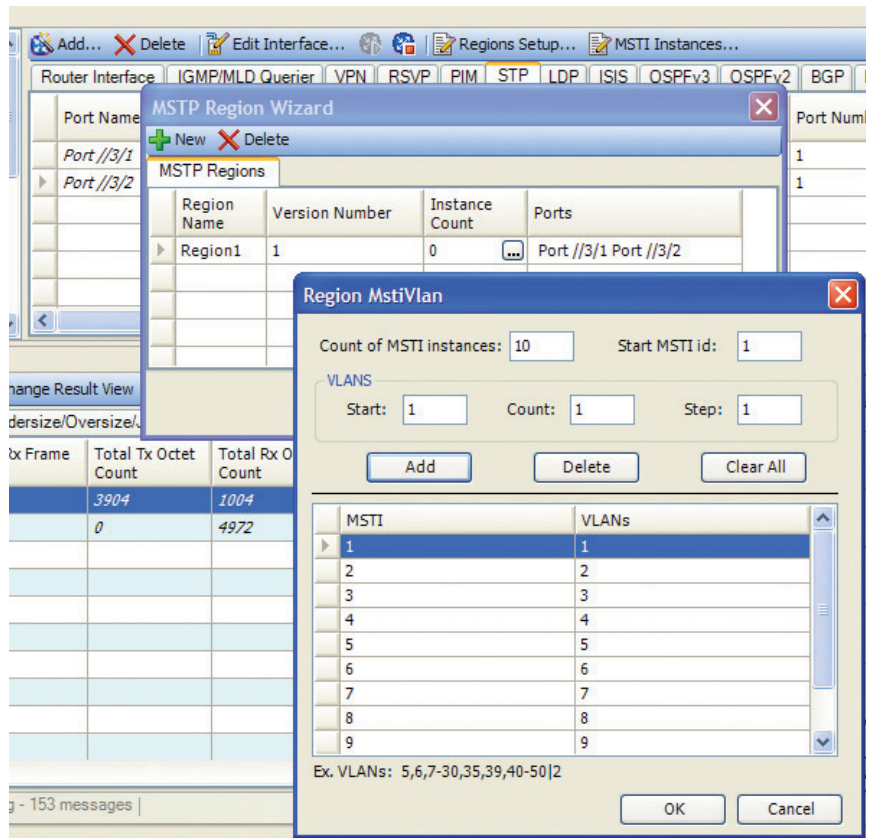 Add... Delete Edit Interface... Regions Setup... MSTI Instances...
Router Interface IGMP/MLD Querier VPN RSVP PIM STP LDP ISIS OSPFv3 OSPFv2 BGP
Port Name
Port Num
Port //3/1
1
Port //3/2
1
MSTP Region Wizard
New Delete
MSTP Regions
Region Name Version Number Instance Count Ports
Region1 1 0 ... Port //3/1 Port //3/2
Region MstiVlan
Count of MSTI instances: 10 Start MSTI id: 1
VLANS
Start: 1 Count: 1 Step: 1
Add Delete Clear All
MSTI VLANs
1 1
2 2
3 3
4 4
5 5
6 6
7 7
8 8
9 9
Ex. VLANs: 5,6,7-30,35,39,40-50|2
OK Cancel
hange Result View
dersize/Oversize/
Rx Frame Total Tx Octet Count Total Rx O Count
3904 1004
0 4972
g - 153 messages |